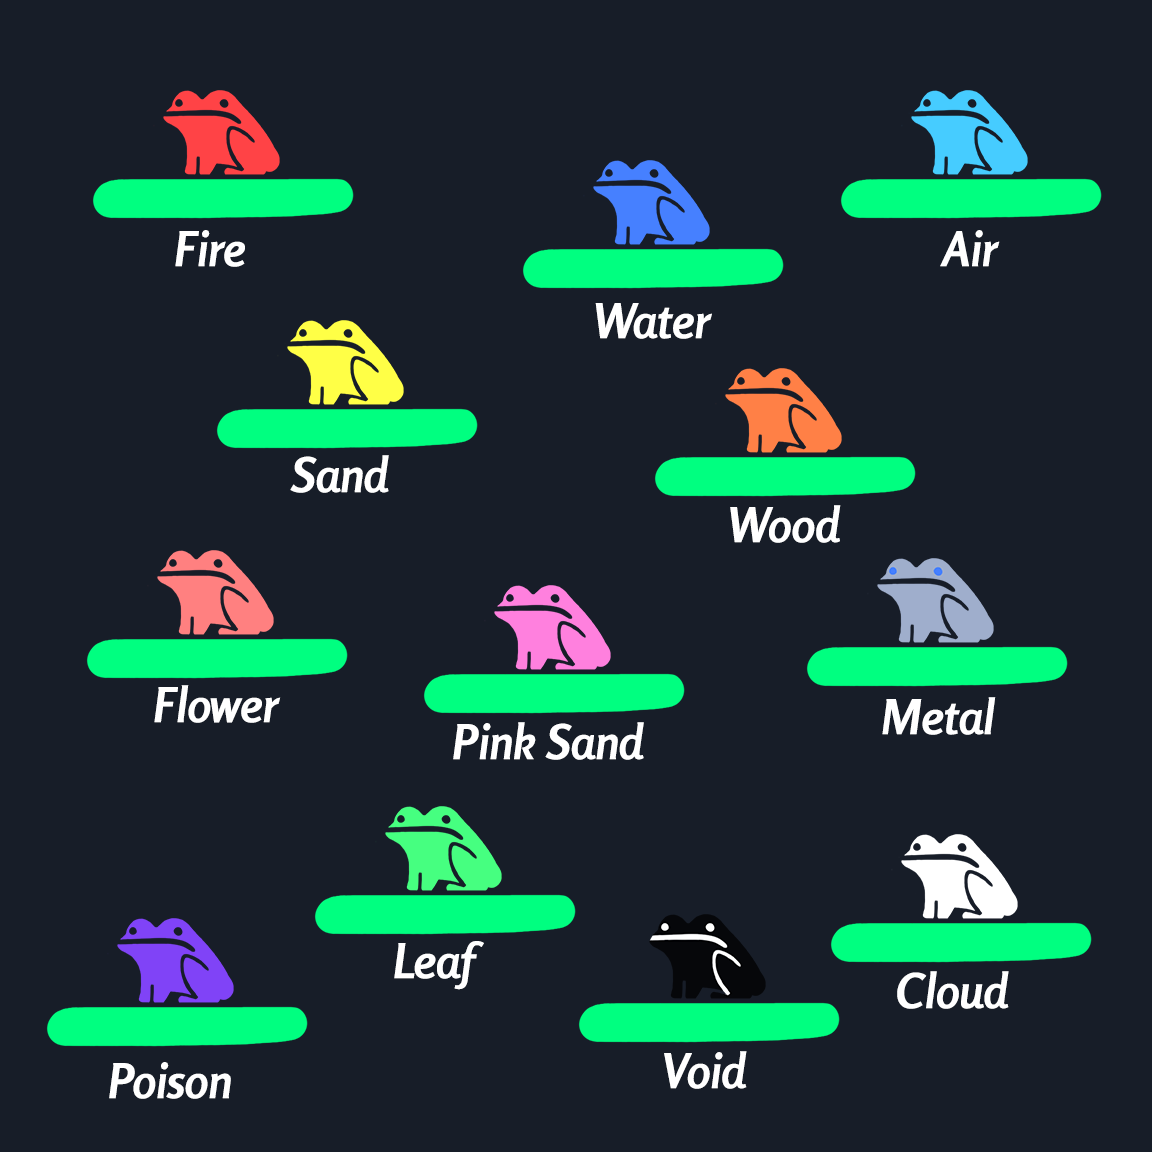 Fire
Air
Water
Sand
Wood
Flower
Pink Sand
Metal
Leaf
Cloud
Poison
Void